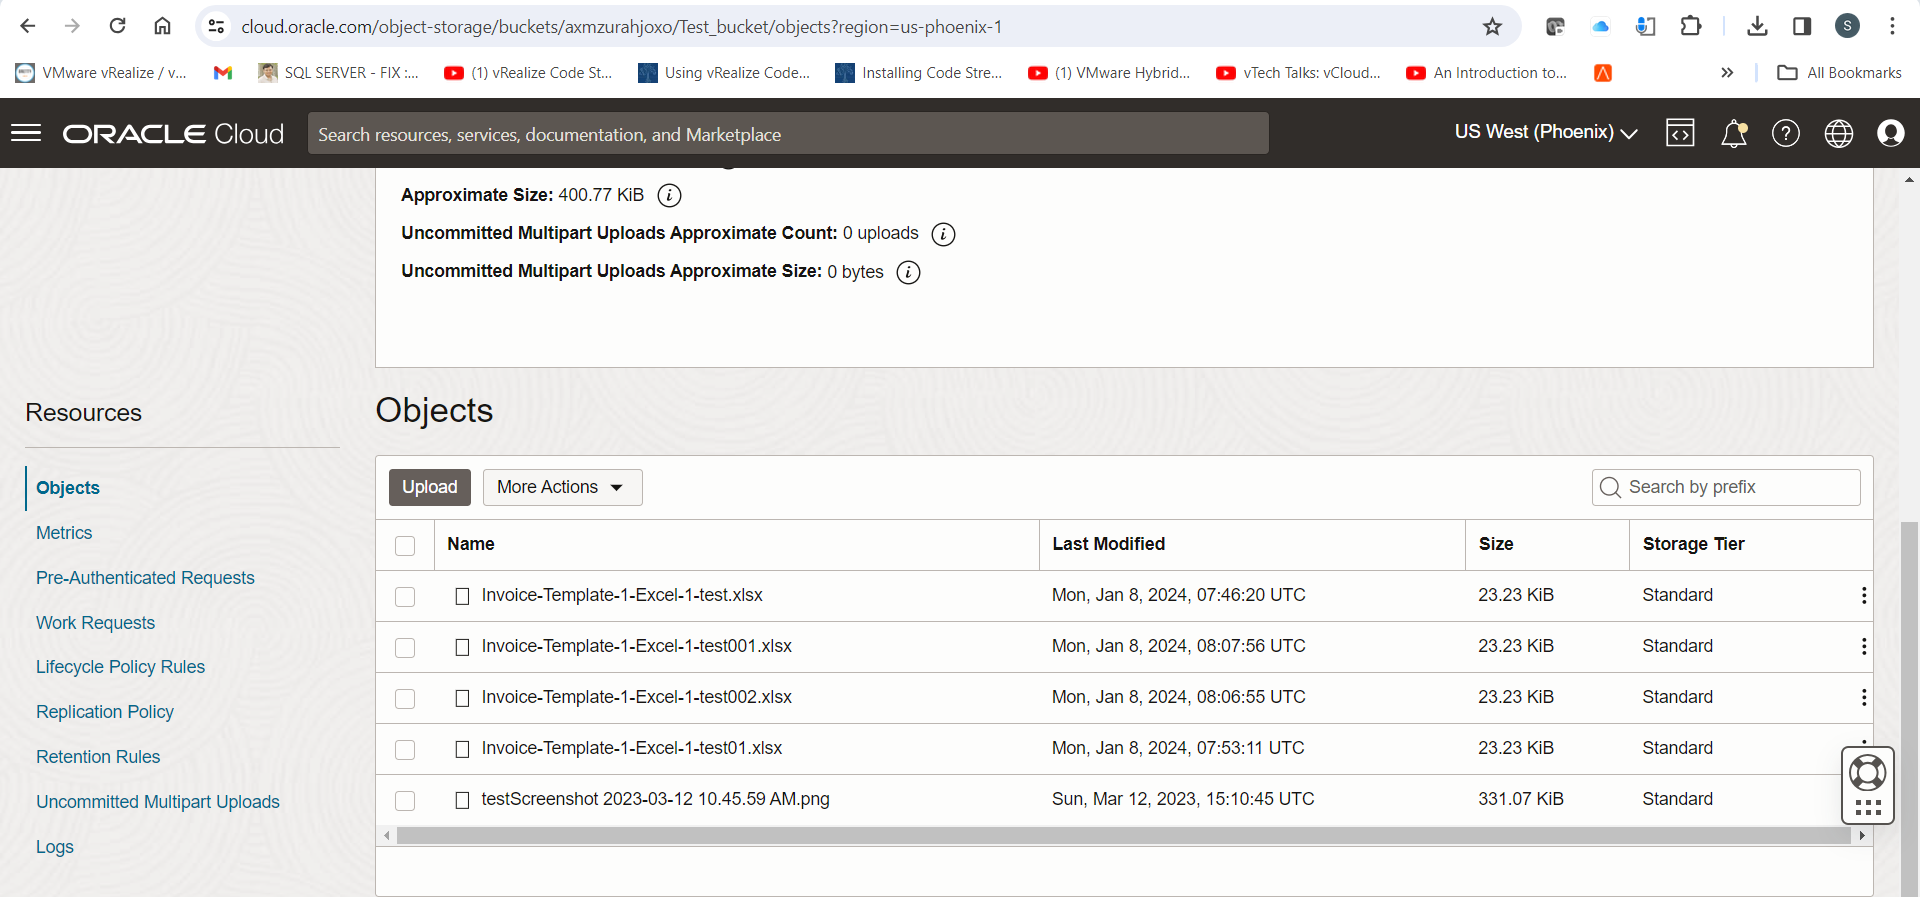 cloud.oracle.com/object-storage/buckets/axmzurahjoxo/Test_bucket/objects?region=us-phoenix-1
S
VMware vRealize / v...
SQL SERVER - FIX :...
(1) vRealize Code St...
Using vRealize Code...
Installing Code Stre...
(1) VMware Hybrid...
vTech Talks: vCloud...
An Introduction to...
All Bookmarks
ORACLE Cloud
Search resources, services, documentation, and Marketplace
US West (Phoenix)
Approximate Size: 400.77 KiB
Uncommitted Multipart Uploads Approximate Count: 0 uploads
Uncommitted Multipart Uploads Approximate Size: 0 bytes
Resources
Objects
Metrics
Pre-Authenticated Requests
Work Requests
Lifecycle Policy Rules
Replication Policy
Retention Rules
Uncommitted Multipart Uploads
Logs
Objects
Upload
More Actions
Search by prefix
Name Last Modified Size Storage Tier
Invoice-Template-1-Excel-1-test.xlsx Mon, Jan 8, 2024, 07:46:20 UTC 23.23 KiB Standard
Invoice-Template-1-Excel-1-test001.xlsx Mon, Jan 8, 2024, 08:07:56 UTC 23.23 KiB Standard
Invoice-Template-1-Excel-1-test002.xlsx Mon, Jan 8, 2024, 08:06:55 UTC 23.23 KiB Standard
Invoice-Template-1-Excel-1-test01.xlsx Mon, Jan 8, 2024, 07:53:11 UTC 23.23 KiB Standard
testScreenshot 2023-03-12 10.45.59 AM.png Sun, Mar 12, 2023, 15:10:45 UTC 331.07 KiB Standard